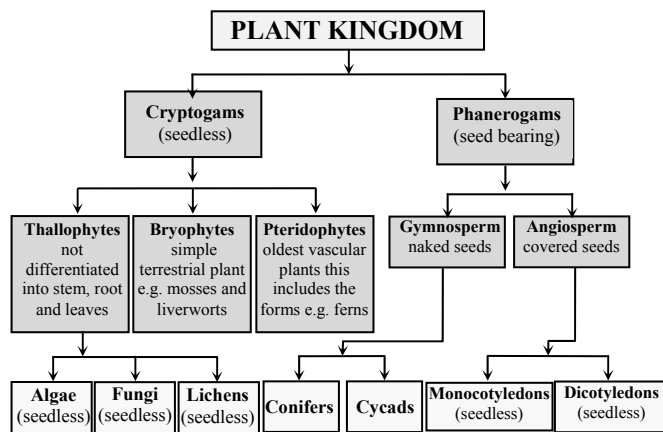 PLANT KINGDOM
Cryptogams
(seedless)
Phanerogams
(seed bearing)
Thallophytes
not
differentiated
into stem, root
and leaves
Bryophytes
simple
terrestrial plant
e.g. mosses and
liverworts
Pteridophytes
oldest vascular
plants this
includes the
forms e.g. ferns
Gymnosperm
naked seeds
Angiosperm
covered seeds
Algae
(seedless)
Fungi
(seedless)
Lichens
(seedless)
Conifers
Cycads
Monocotyledons
(seedless)
Dicotyledons
(seedless)